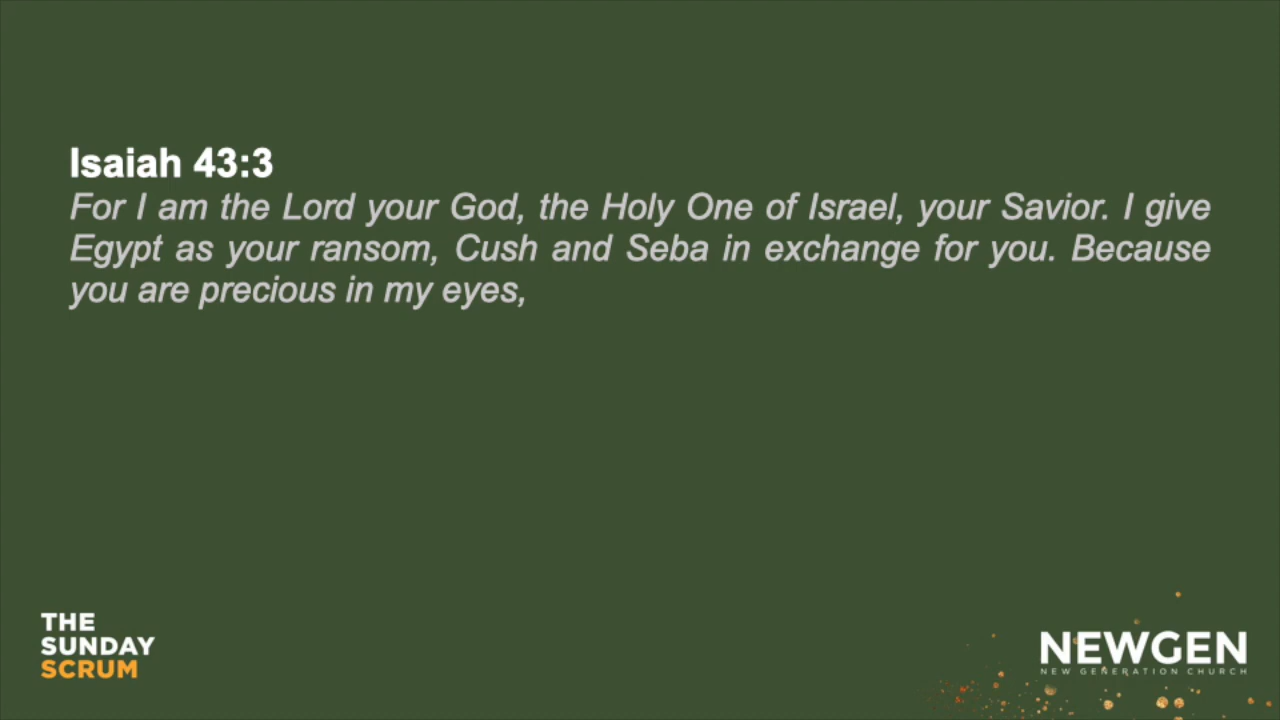 Isaiah 43:3
For I am the Lord your God, the Holy One of Israel, your Savior. I give
Egypt as your ransom, Cush and Seba in exchange for you. Because
you are precious in my eyes,
THE
SUNDAY
SCRUM
NEWGEN
NEW GENERATION CHURCH